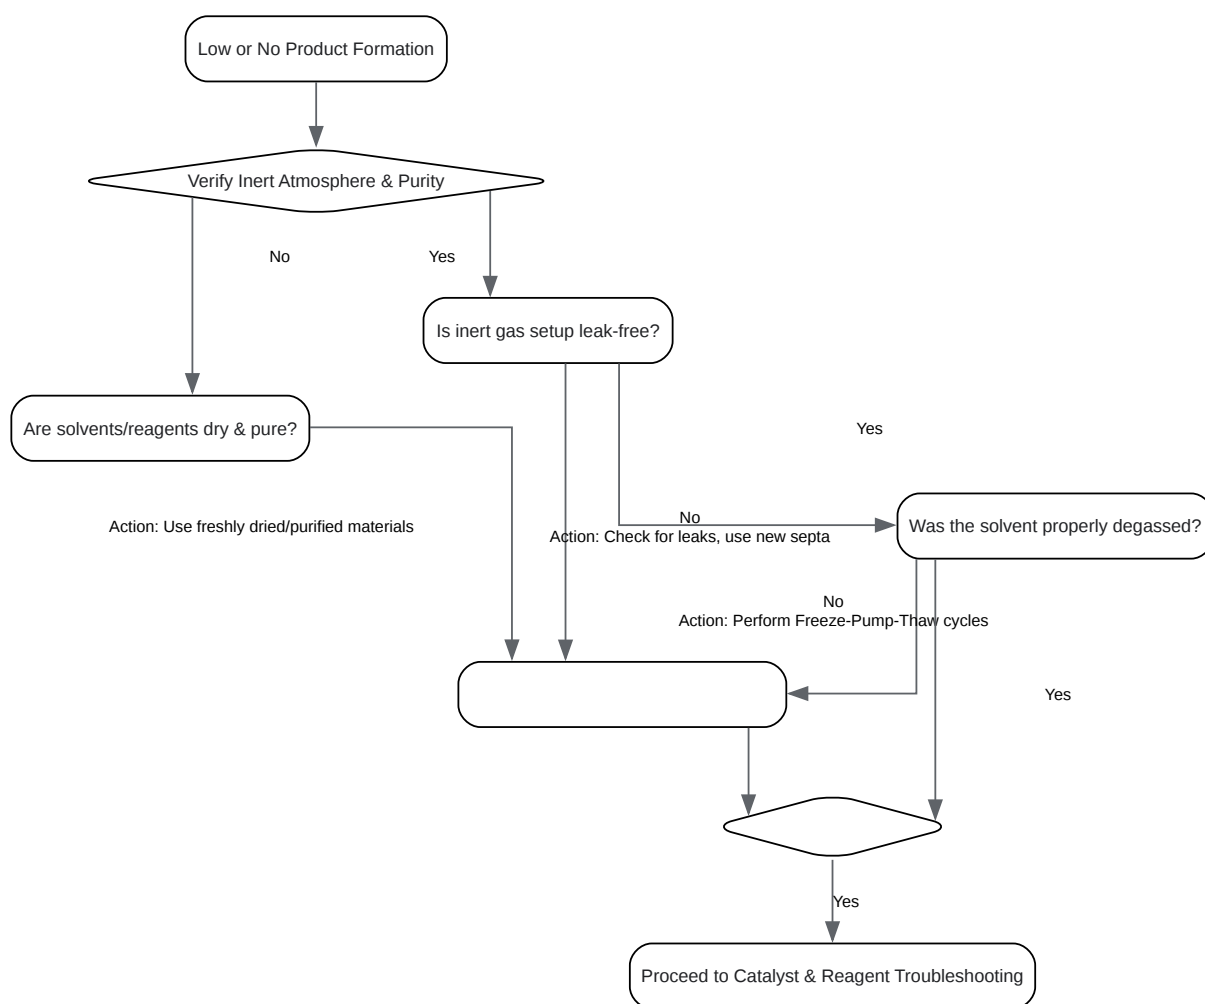 Low or No Product Formation
Verify Inert Atmosphere & Purity
No
Yes
Is inert gas setup leak-free?
Are solvents/reagents dry & pure?
Yes
Action: Use freshly dried/purified materials
No
Action: Check for leaks, use new septa
Was the solvent properly degassed?
No
Action: Perform Freeze-Pump-Thaw cycles
Yes
Yes
Proceed to Catalyst & Reagent Troubleshooting